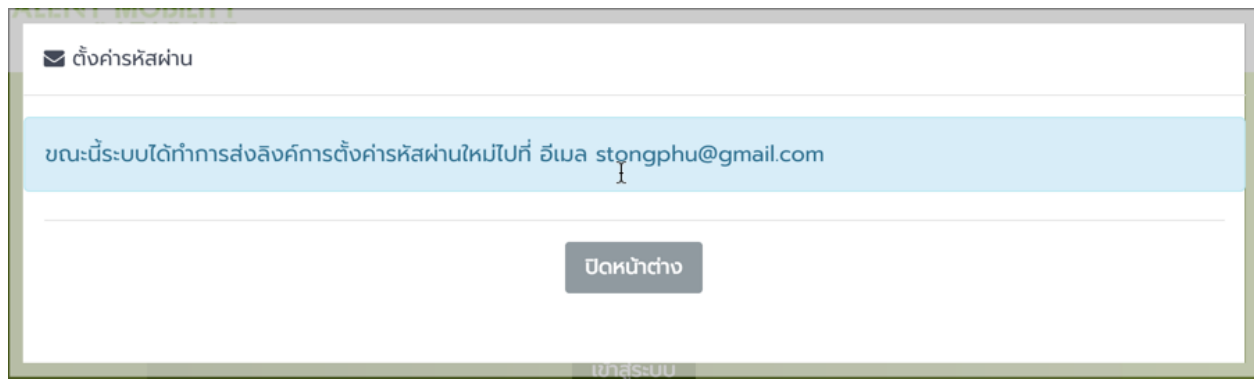 ALENT MOBILITY
ตั้งค่ารหัสผ่าน
ขณะนี้ระบบได้ทำการส่งลิงค์การตั้งค่ารหัสผ่านใหม่ไปที่ อีเมล stongphu@gmail.com
ปิดหน้าต่าง
เข้าสู่ระบบ